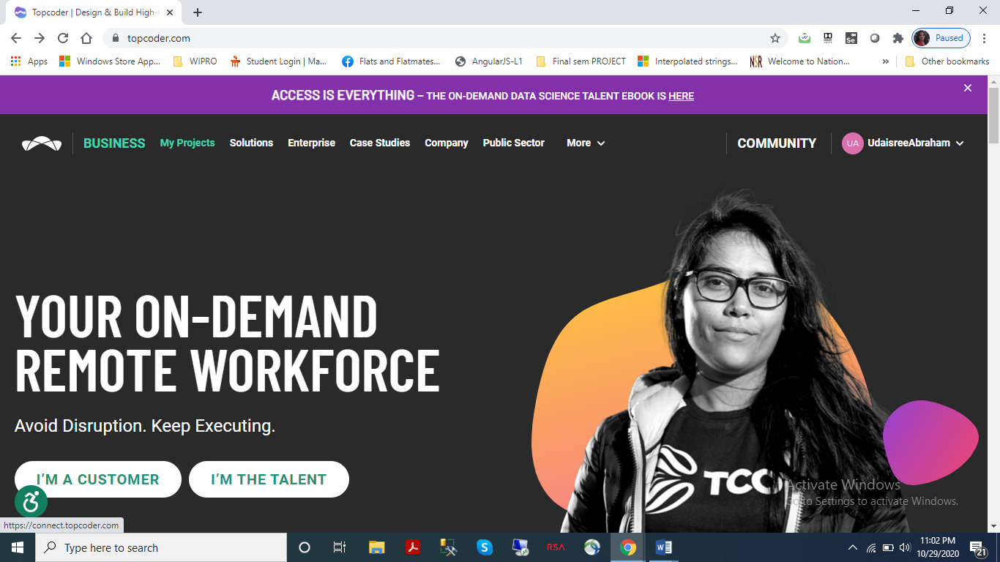 Topcoder | Design & Build High-
topcoder.com
Paused
Apps
Windows Store App...
WIPRO
Student Login | Ma...
Flats and Flatmates...
AngularJS-L1
Final sem PROJECT
Interpolated strings...
NSR
Welcome to Nation...
»
Other bookmarks
ACCESS IS EVERYTHING – THE ON-DEMAND DATA SCIENCE TALENT EBOOK IS HERE
BUSINESS My Projects Solutions Enterprise Case Studies Company Public Sector More COMMUNITY UA UdaisreeAbraham
YOUR ON-DEMAND
REMOTE WORKFORCE
Avoid Disruption. Keep Executing.
I'M A CUSTOMER
I'M THE TALENT
Activate Windows
Go to Settings to activate Windows.
https://connect.topcoder.com
Type here to search
RSA
11:02 PM
10/29/2020
21